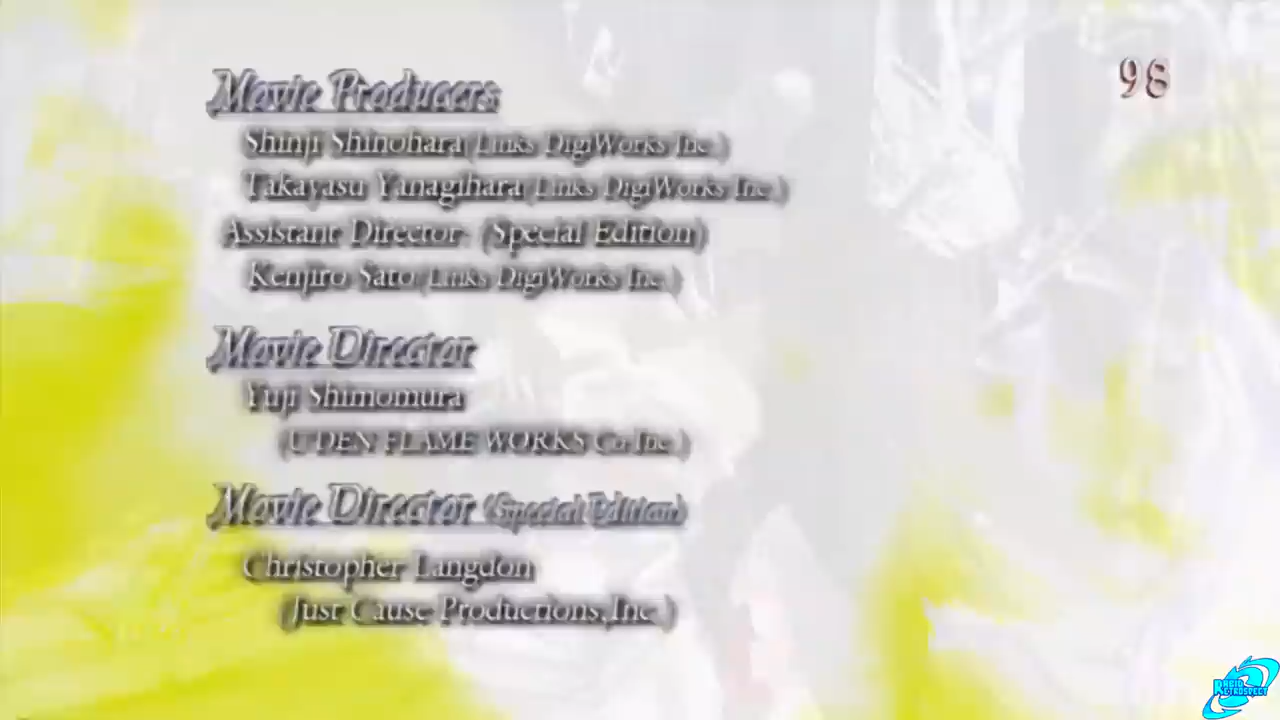 98
Movie Producers
Shinji Shinohara (Links DigiWorks Inc.)
Takayasu Yanagihara (Links DigiWorks Inc.)
Assistant Director (Special Edition)
Kenjiro Sato (Links DigiWorks Inc.)
Movie Director
Yuji Shimomura
(U'DEN FLAME WORKS Co Inc.)
Movie Director (Special Edition)
Christopher Langdon
(Just Cause Productions,Inc.)
RETROSPECT